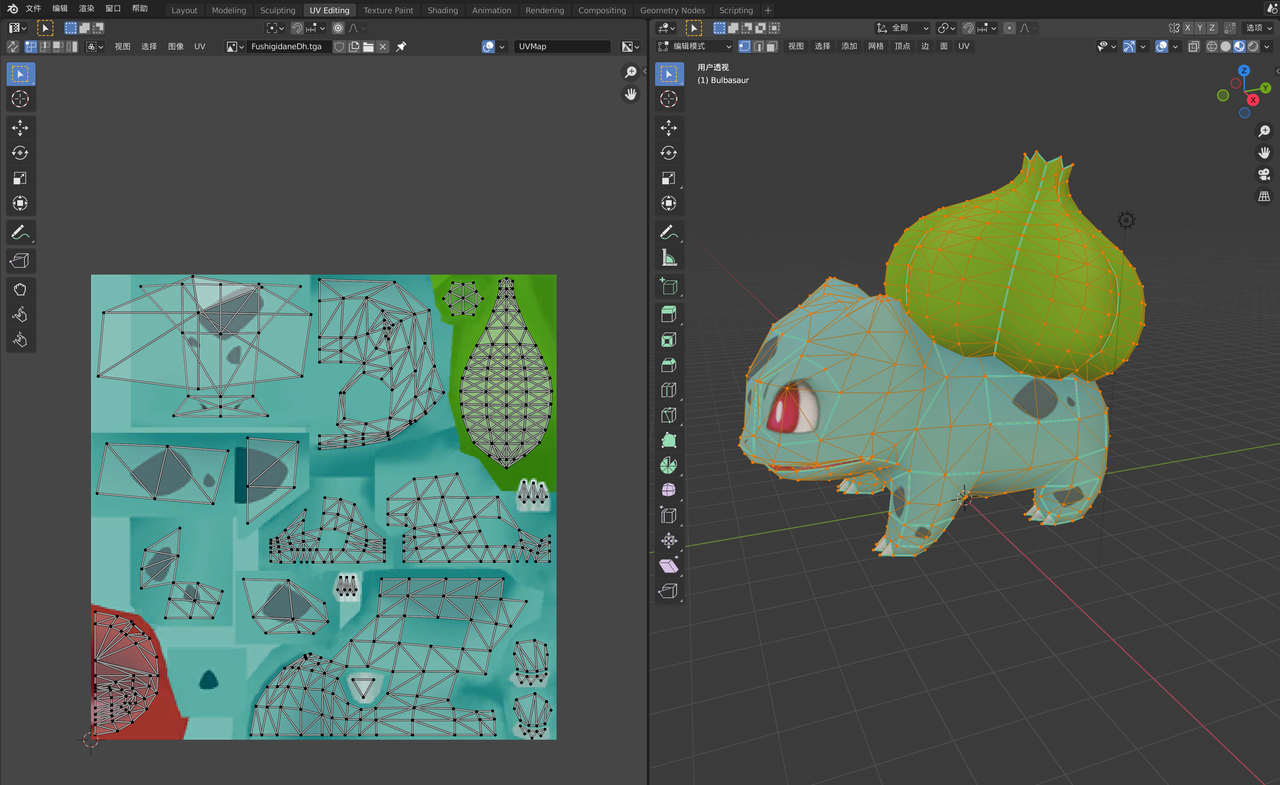 文件 编辑 渲染 窗口 帮助 Layout Modeling Sculpting UV Editing Texture Paint Shading Animation Rendering Compositing Geometry Nodes Scripting +
全局 X Y Z 选项
视图 选择 图像 UV FushigidaneDh.tga UVMap
编辑模式 视图 选择 添加 网格 顶点 边 面 UV
用户透视
(1) Bulbasaur
Z
Y
X